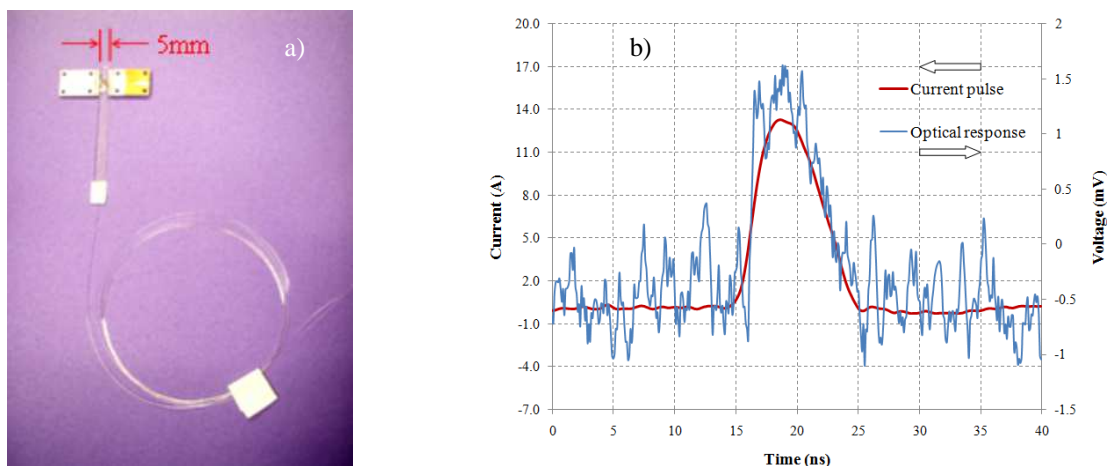 5mm
a)
b)
20.0
17.0
14.0
11.0
8.0
5.0
2.0
-1.0
-4.0
-7.0
Current (A)
0 5 10 15 20 25 30 35 40
Time (ns)
Current pulse
Optical response
2
1.5
1
0.5
0
-0.5
-1
-1.5
Voltage (mV)